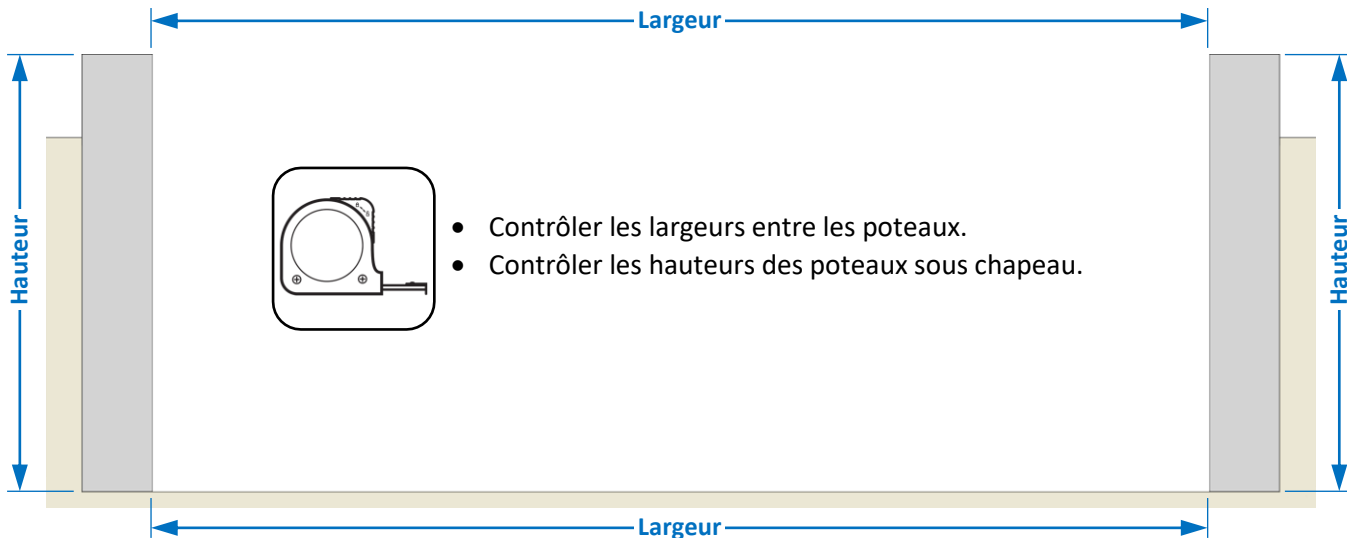 Largeur
Hauteur
• Contrôler les largeurs entre les poteaux.
• Contrôler les hauteurs des poteaux sous chapeau.
Hauteur
Largeur